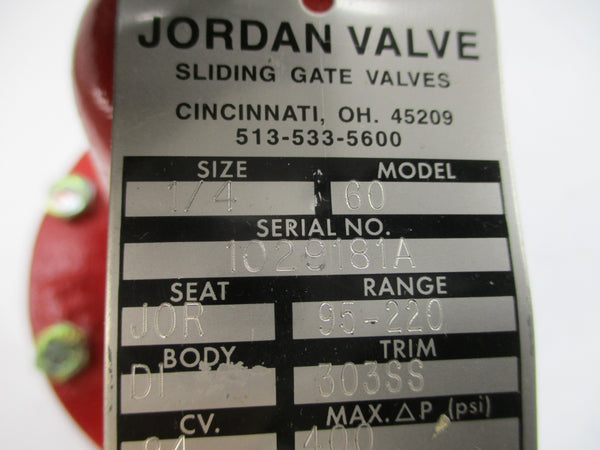 JORDAN VALVE
SLIDING GATE VALVES
CINCINNATI, OH. 45209
513-533-5600
SIZE MODEL
1/4 60
SERIAL NO.
1029181A
SEAT RANGE
JOR 95-220
BODY TRIM
DI 303SS
CV. MAX. △ P (psi)
400